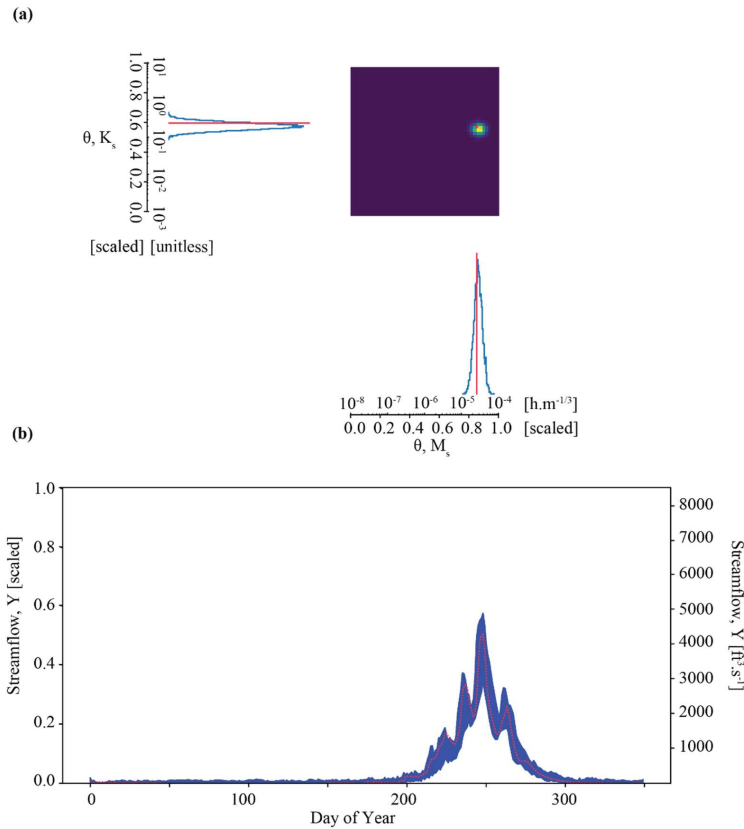 (a)
1.0 10¹
0.8
0.6 10⁰
θ, Kₛ
0.4 10⁻¹
0.2 10⁻²
0.0 10⁻³
[scaled] [unitless]
10⁻⁸ 10⁻⁷ 10⁻⁶ 10⁻⁵ 10⁻⁴ [h.m⁻¹ᐟ³]
0.0 0.2 0.4 0.6 0.8 1.0 [scaled]
θ, Mₛ
(b)
1.0
0.8
0.6
0.4
0.2
0.0
Streamflow, Y [scaled]
8000
7000
6000
5000
4000
3000
2000
1000
Streamflow, Y [ft³.s⁻¹]
0 100 200 300
Day of Year